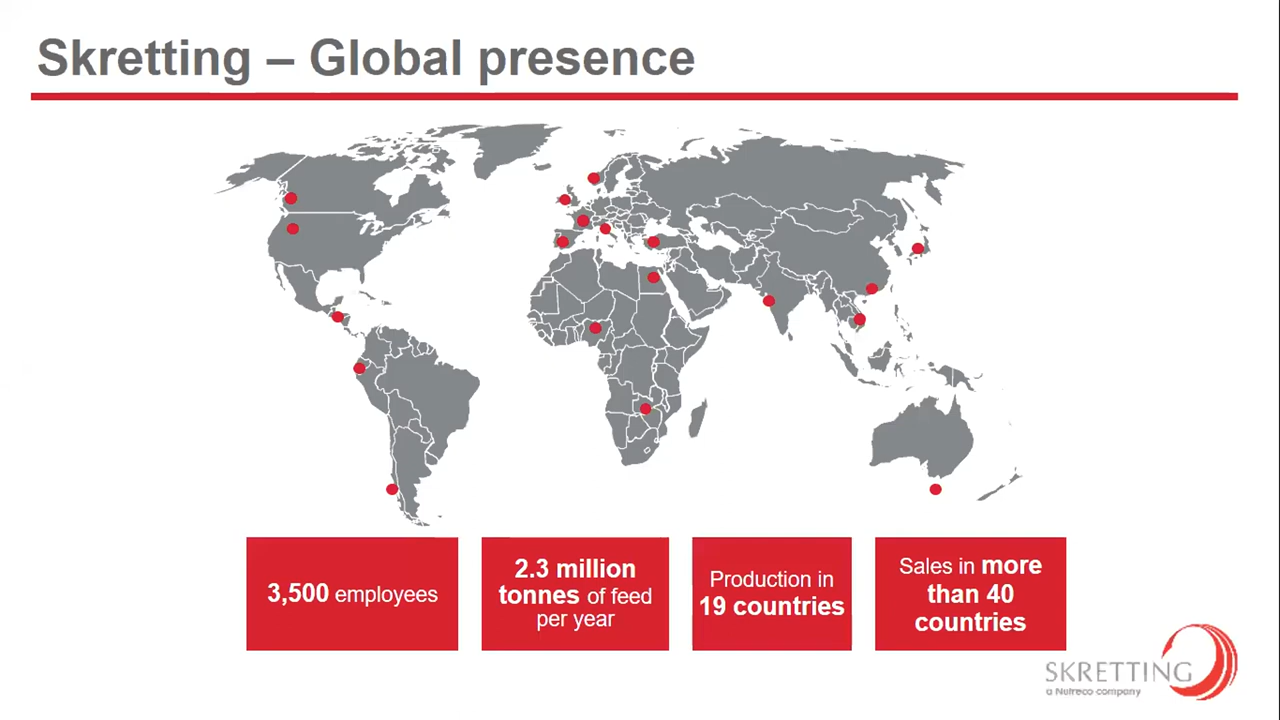 Skretting – Global presence
3,500 employees
2.3 million
tonnes of feed
per year
Production in
19 countries
Sales in more
than 40
countries
SKRETTING
a Nutreco company